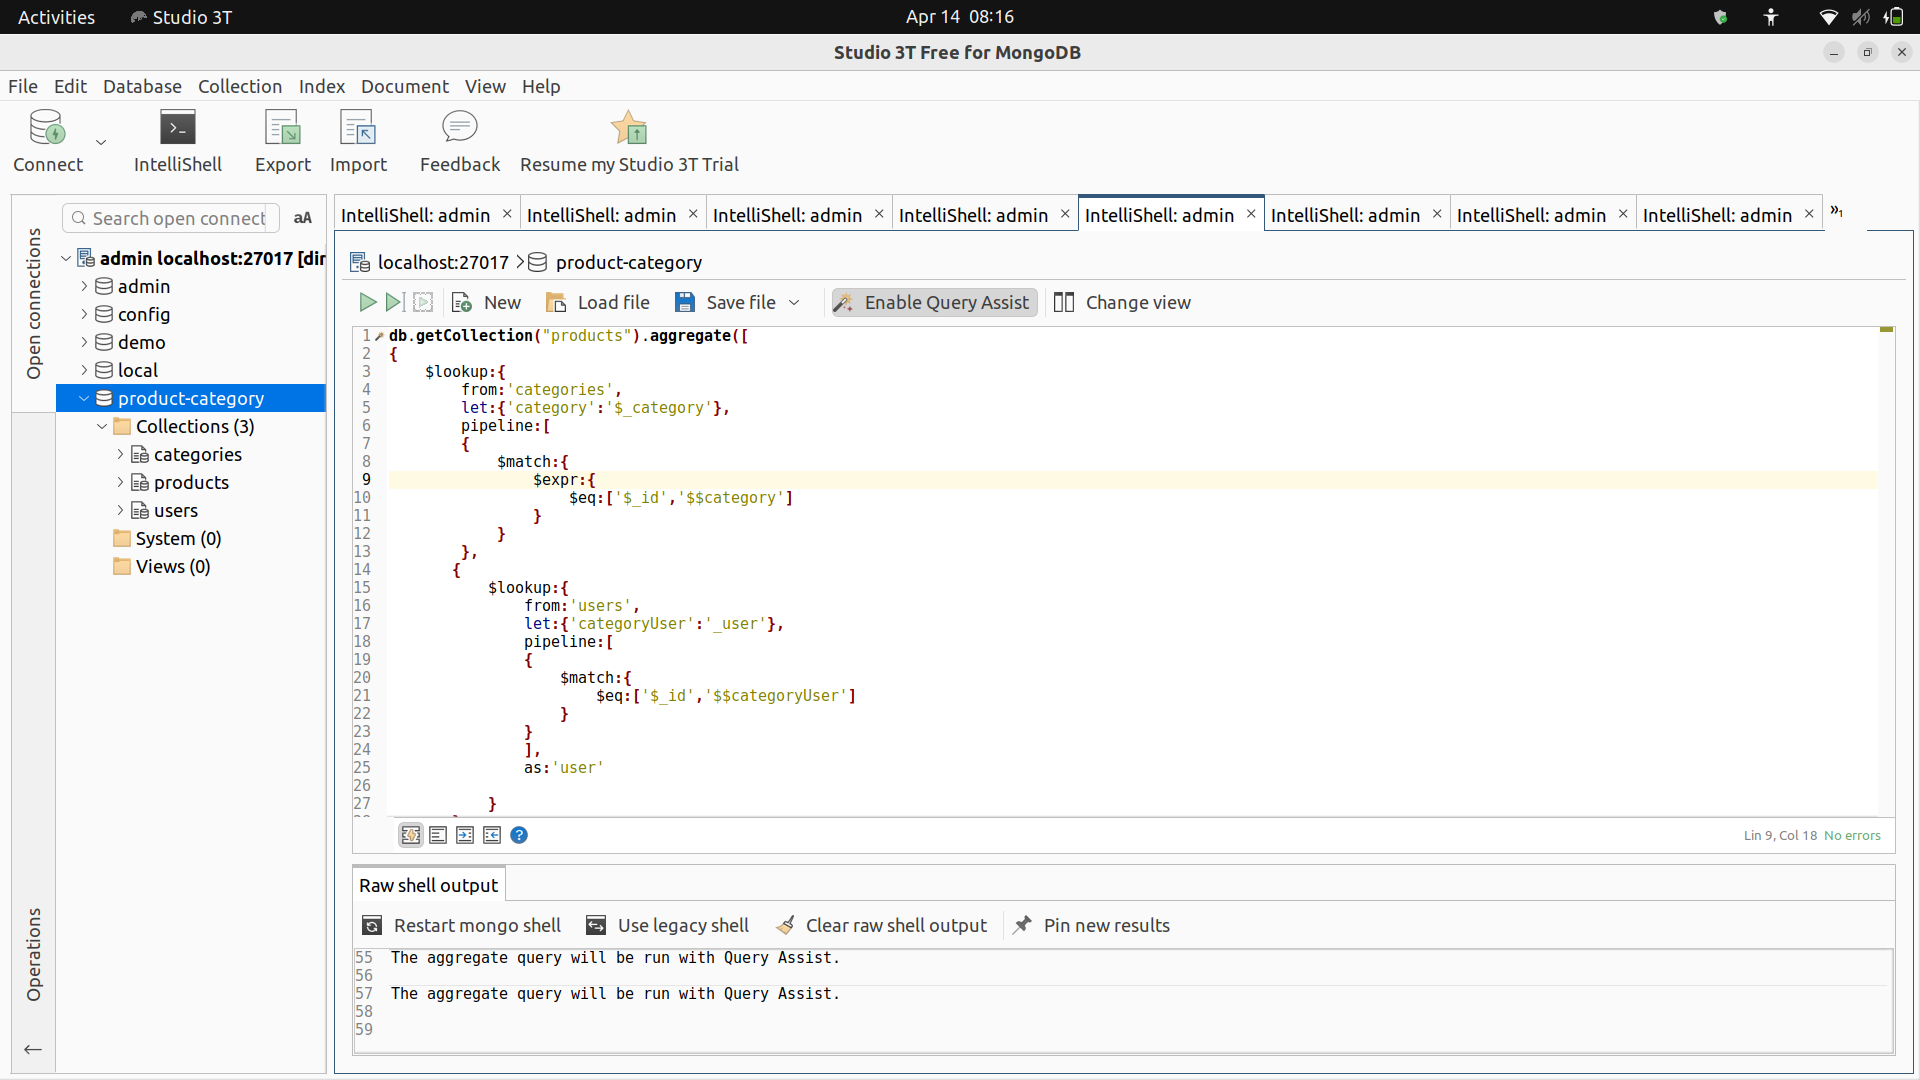 Activities Studio 3T Apr 14 08:16
Studio 3T Free for MongoDB
File Edit Database Collection Index Document View Help
Connect IntelliShell Export Import Feedback Resume my Studio 3T Trial
Search open connect aA
Open connections
Operations
admin localhost:27017 [dir
admin
config
demo
local
product-category
Collections (3)
categories
products
users
System (0)
Views (0)
IntelliShell: admin IntelliShell: admin IntelliShell: admin IntelliShell: admin IntelliShell: admin IntelliShell: admin IntelliShell: admin IntelliShell: admin »1
localhost:27017 product-category
New Load file Save file Enable Query Assist Change view
1 db.getCollection("products").aggregate([
2 {
3 $lookup:{
4 from:'categories',
5 let:{'category':'$_category'},
6 pipeline:[
7 {
8 $match:{
9 $expr:{
10 $eq:['$_id','$$category']
11 }
12 }
13 },
14 {
15 $lookup:{
16 from:'users',
17 let:{'categoryUser':'_user'},
18 pipeline:[
19 {
20 $match:{
21 $eq:['$_id','$$categoryUser']
22 }
23 }
24 ],
25 as:'user'
26
27 }
Lin 9, Col 18 No errors
Raw shell output
Restart mongo shell Use legacy shell Clear raw shell output Pin new results
55 The aggregate query will be run with Query Assist.
56
57 The aggregate query will be run with Query Assist.
58
59